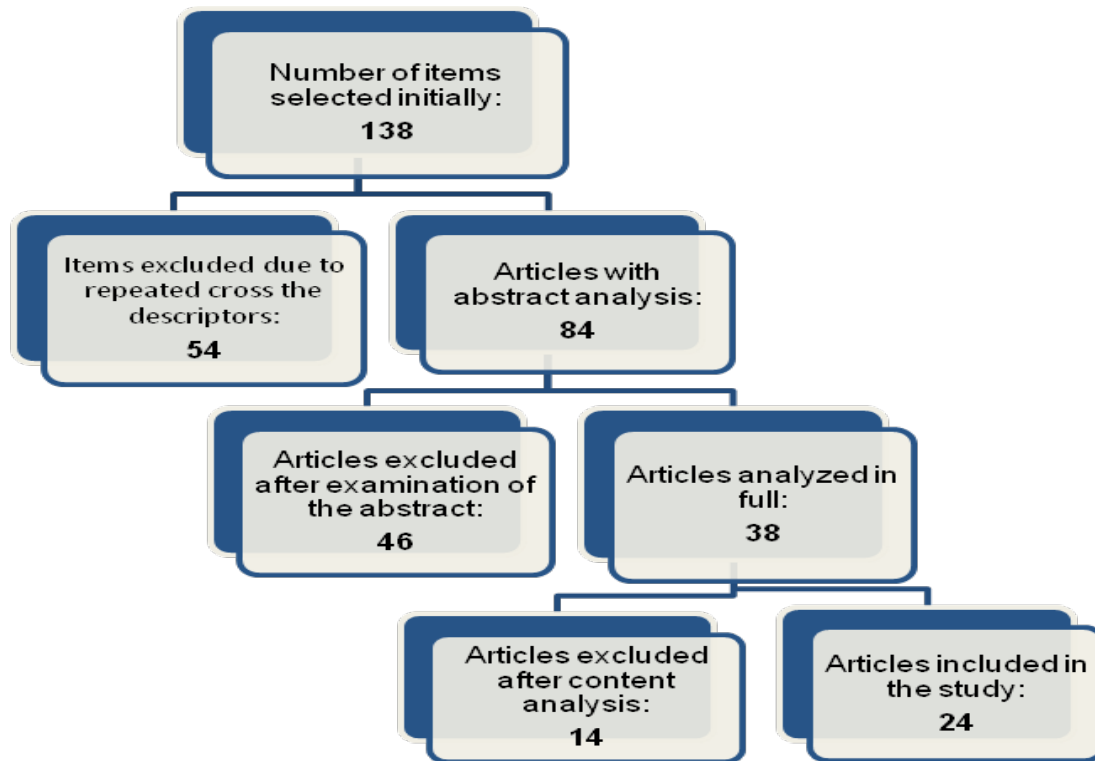 Number of items
selected initially:
138
Items excluded due to
repeated cross the
descriptors:
54
Articles with
abstract analysis:
84
Articles excluded
after examination of
the abstract:
46
Articles analyzed in
full:
38
Articles excluded
after content
analysis:
14
Articles included in
the study:
24